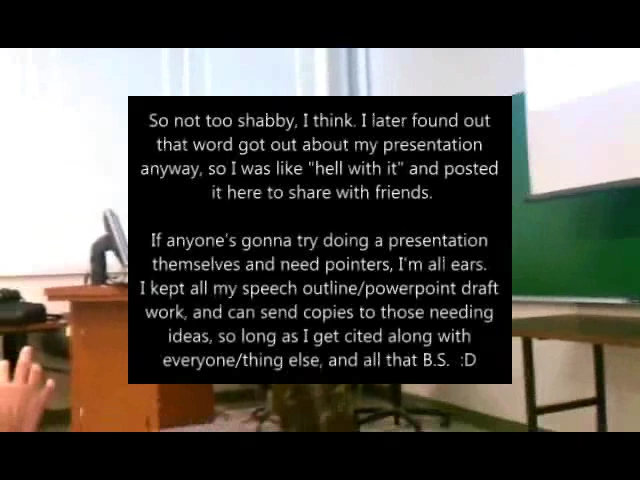 So not too shabby, I think. I later found out
that word got out about my presentation
anyway, so I was like "hell with it" and posted
it here to share with friends.
If anyone's gonna try doing a presentation
themselves and need pointers, I'm all ears.
I kept all my speech outline/powerpoint draft
work, and can send copies to those needing
ideas, so long as I get cited along with
everyone/thing else, and all that B.S.  :D